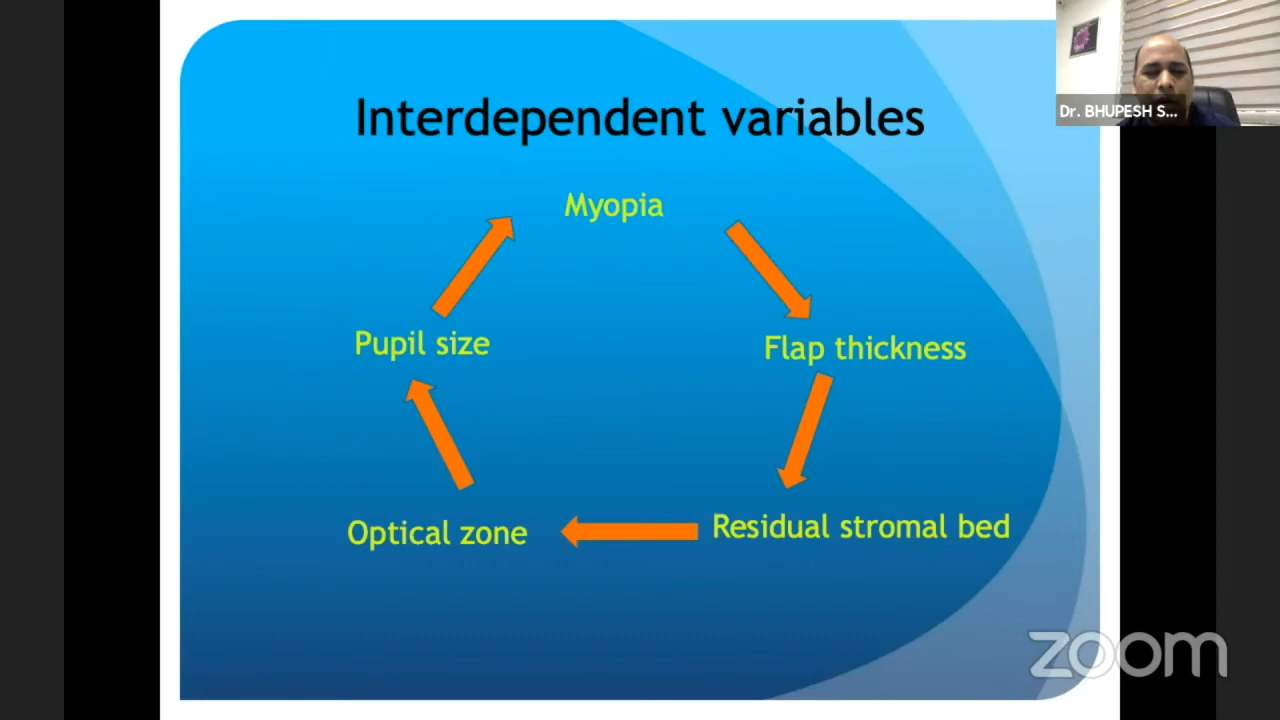 Interdependent variables
Dr. BHUPESH S...
Myopia
Pupil size
Flap thickness
Optical zone
Residual stromal bed
zoom